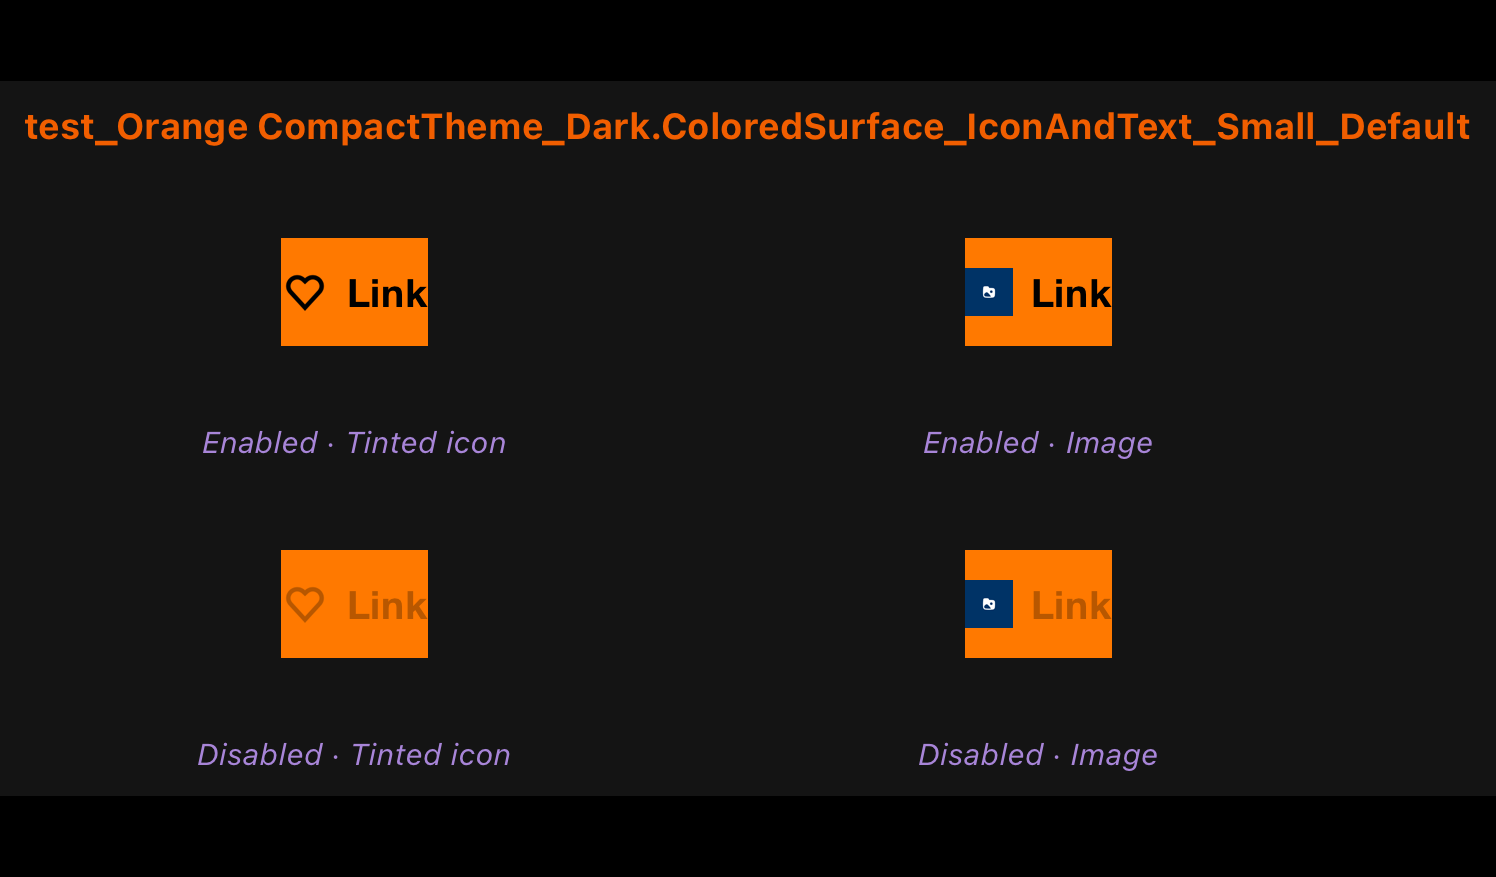 test_Orange CompactTheme_Dark.ColoredSurface_IconAndText_Small_Default
Link
Link
Enabled · Tinted icon
Enabled · Image
Link
Link
Disabled · Tinted icon
Disabled · Image